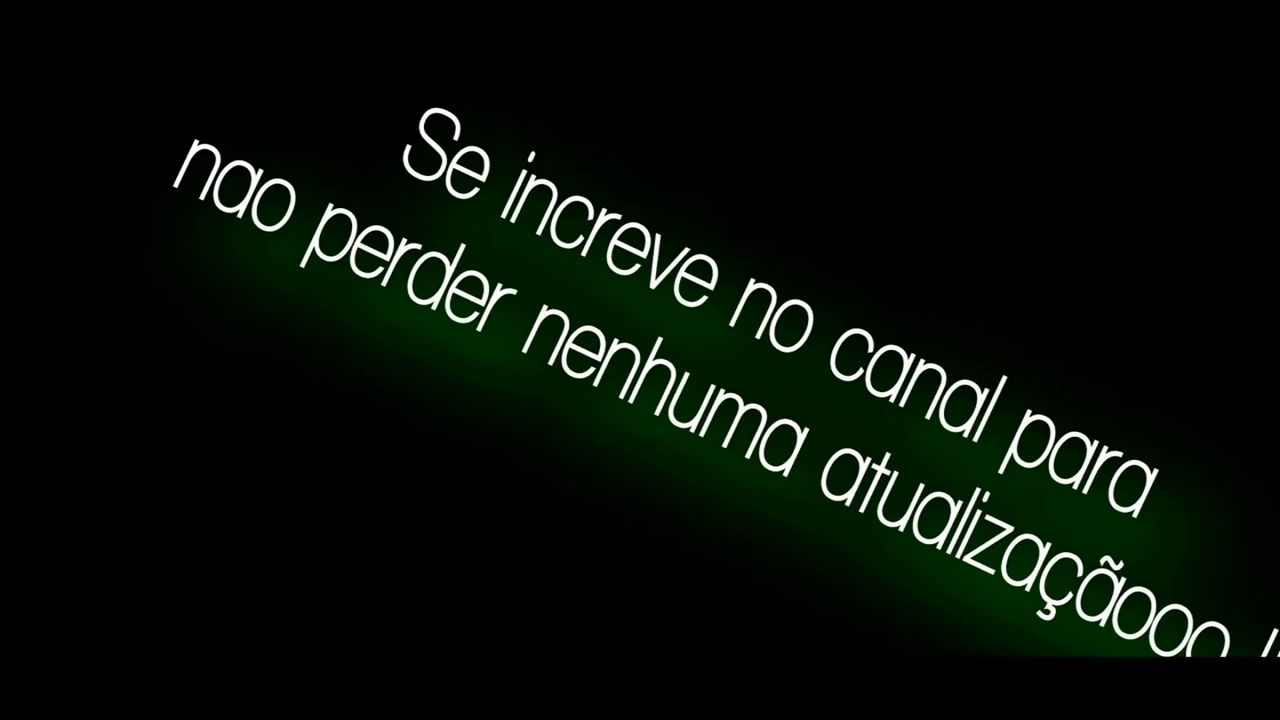 Se increve no canal para
nao perder nenhuma atualizaçãooo